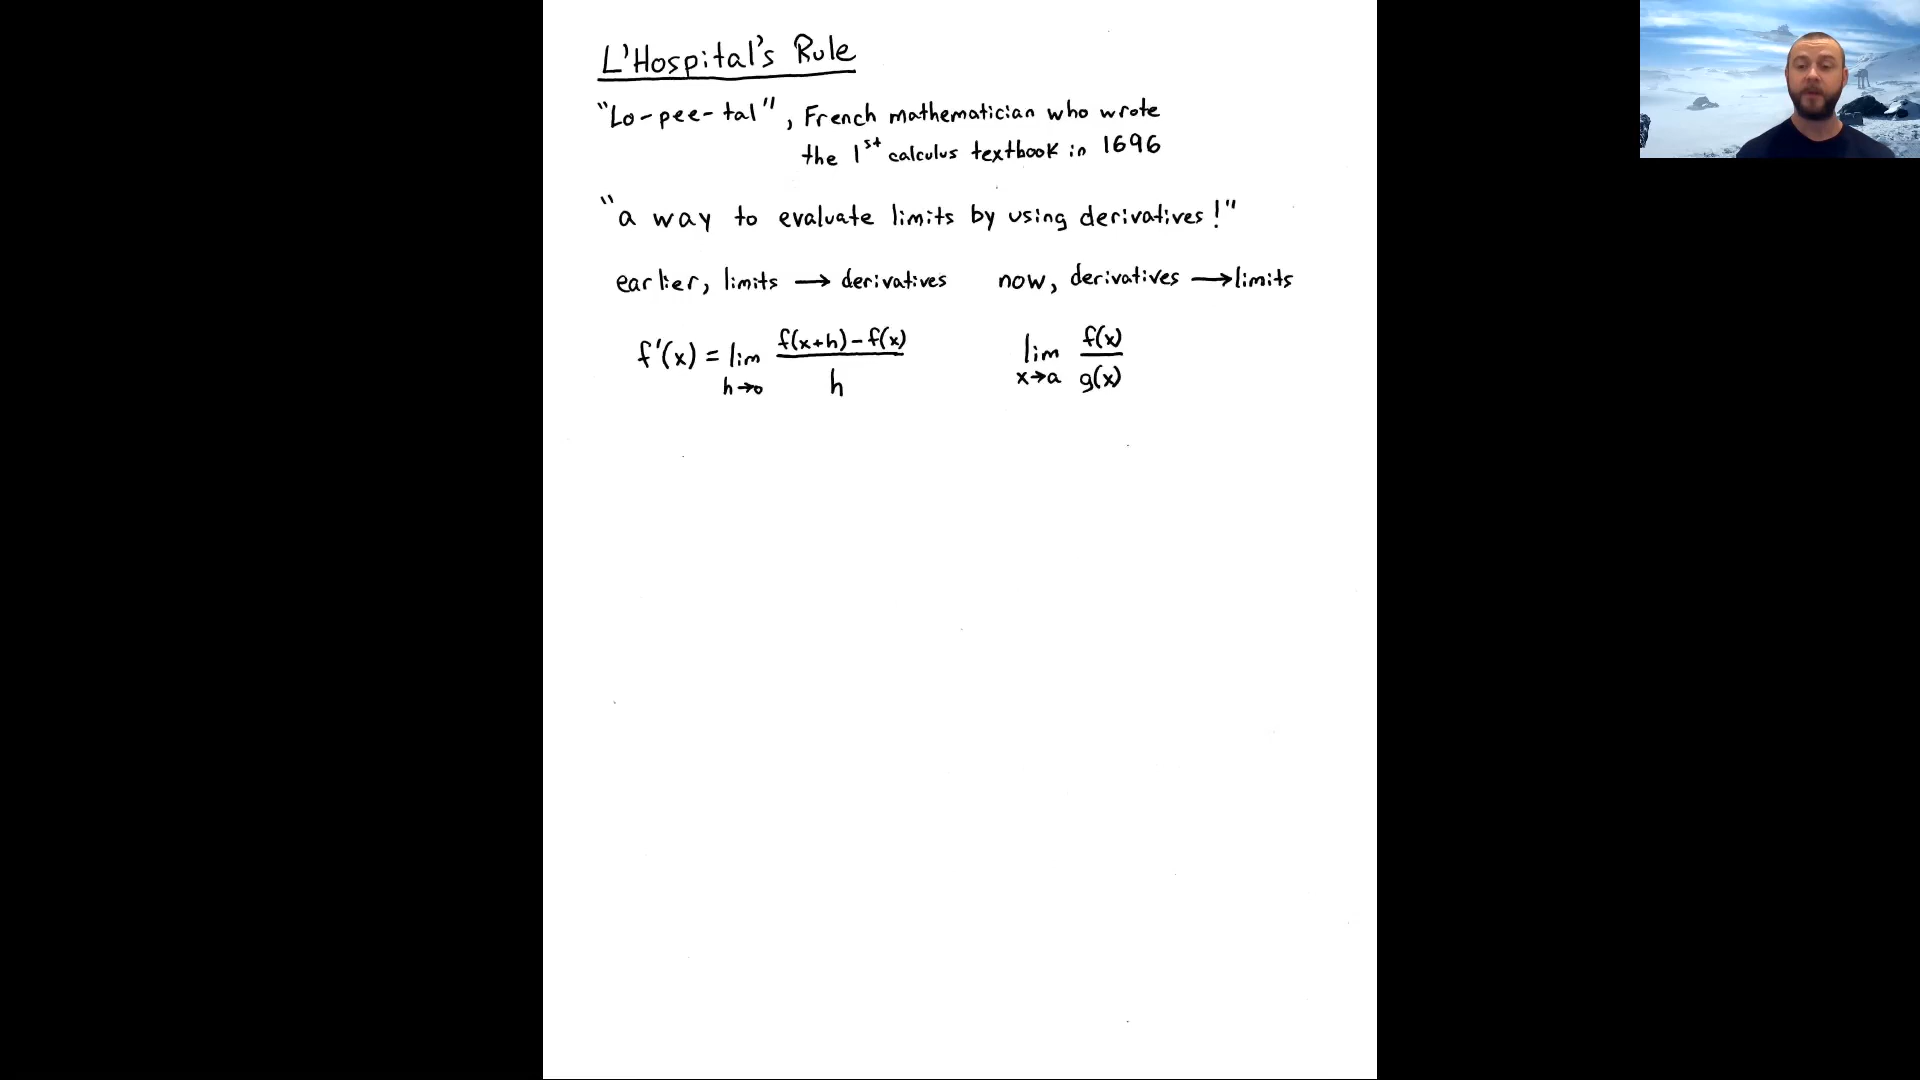 L'Hospital's Rule
"Lo-pee-tal", French mathematician who wrote
the 1st calculus textbook in 1696
"a way to evaluate limits by using derivatives!"
earlier, limits → derivatives now, derivatives → limits
f'(x) = lim h→0 f(x+h)-f(x) / h lim x→a f(x) / g(x)